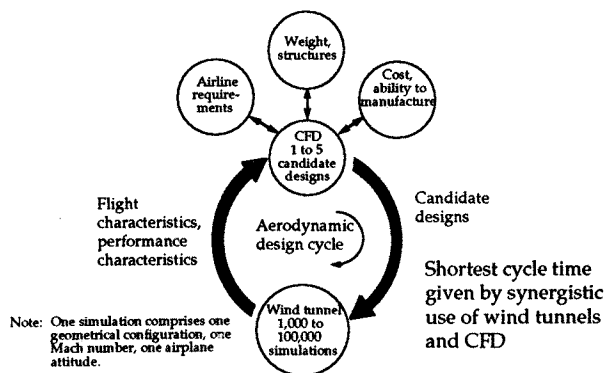 Weight,
structures
Airline
require-
ments
Cost,
ability to
manufacture
CFD
1 to 5
candidate
designs
Flight
characteristics,
performance
characteristics
Aerodynamic
design cycle
Candidate
designs
Shortest cycle time
given by synergistic
use of wind tunnels
and CFD
Wind tunnel
1,000 to
100,000
simulations
Note: One simulation comprises one
geometrical configuration, one
Mach number, one airplane
attitude.